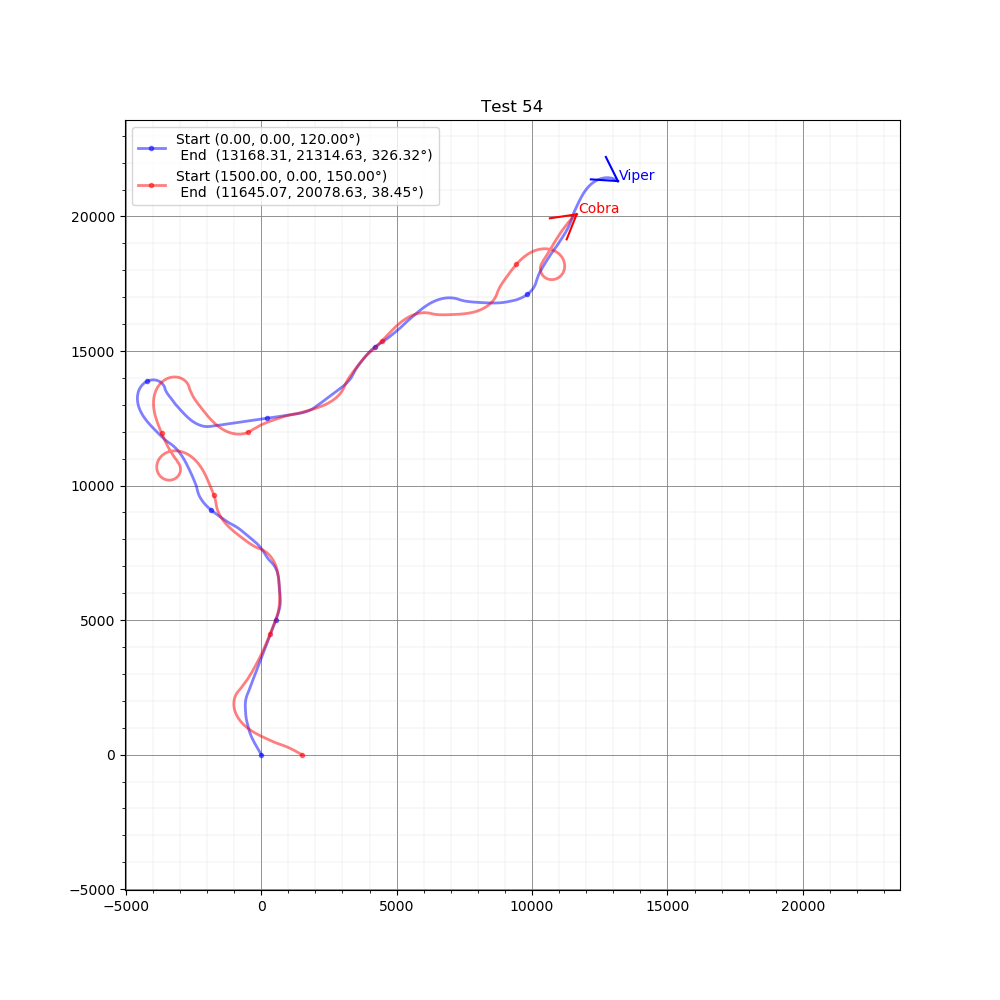 Test 54
Start (0.00, 0.00, 120.00°)
End  (13168.31, 21314.63, 326.32°)
Start (1500.00, 0.00, 150.00°)
End  (11645.07, 20078.63, 38.45°)
Viper
Cobra
20000
15000
10000
5000
0
−5000
−5000 0 5000 10000 15000 20000